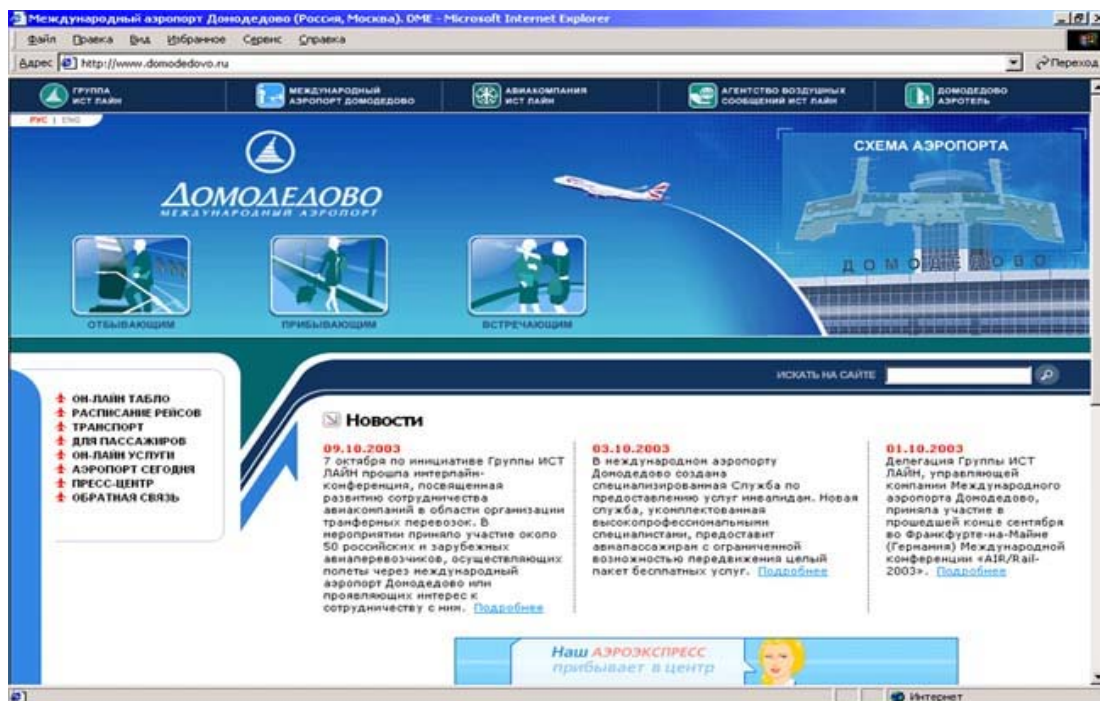 Международный аэропорт Домодедово (Россия, Москва). DME - Microsoft Internet Explorer
Файл Правка Вид Избранное Сервис Справка
Адрес http://www.domodedovo.ru Переход
ГРУППА
ИСТ ЛАЙН
МЕЖДУНАРОДНЫЙ
АЭРОПОРТ ДОМОДЕДОВО
АВИАКОМПАНИЯ
ИСТ ЛАЙН
АГЕНТСТВО ВОЗДУШНЫХ
СООБЩЕНИЙ ИСТ ЛАЙН
ДОМОДЕДОВО
АЭРОТЕЛЬ
РУС | ENG
ДОМОДЕДОВО
МЕЖДУНАРОДНЫЙ АЭРОПОРТ
СХЕМА АЭРОПОРТА
ДОМОДЕДОВО
ОТБЫВАЮЩИМ
ПРИБЫВАЮЩИМ
ВСТРЕЧАЮЩИМ
ИСКАТЬ НА САЙТЕ
ОН-ЛАЙН ТАБЛО
РАСПИСАНИЕ РЕЙСОВ
ТРАНСПОРТ
ДЛЯ ПАССАЖИРОВ
ОН-ЛАЙН УСЛУГИ
АЭРОПОРТ СЕГОДНЯ
ПРЕСС-ЦЕНТР
ОБРАТНАЯ СВЯЗЬ
Новости
09.10.2003
7 октября по инициативе Группы ИСТ
ЛАЙН прошла интерлайн-
конференция, посвященная
развитию сотрудничества
авиакомпаний в области организации
транферных перевозок. В
мероприятии приняло участие около
50 российских и зарубежных
авиаперевозчиков, осуществляющих
полеты через международный
аэропорт Домодедово или
проявляющих интерес к
сотрудничеству с ним. Подробнее
03.10.2003
В международном аэропорту
Домодедово создана
специализированная Служба по
предоставлению услуг инвалидам. Новая
служба, укомплектованная
высокопрофессиональными
специалистами, предоставит
авиапассажирам с ограниченной
возможностью передвижения целый
пакет бесплатных услуг. Подробнее
01.10.2003
Делегация Группы ИСТ
ЛАЙН, управляющей
компании Международного
аэропорта Домодедово,
приняла участие в
прошедшей конце сентября
во Франкфурте-на-Майне
(Германия) Международной
конференции «AIR/Rail-
2003». Подробнее
Наш АЭРОЭКСПРЕСС
прибывает в центр
Интернет